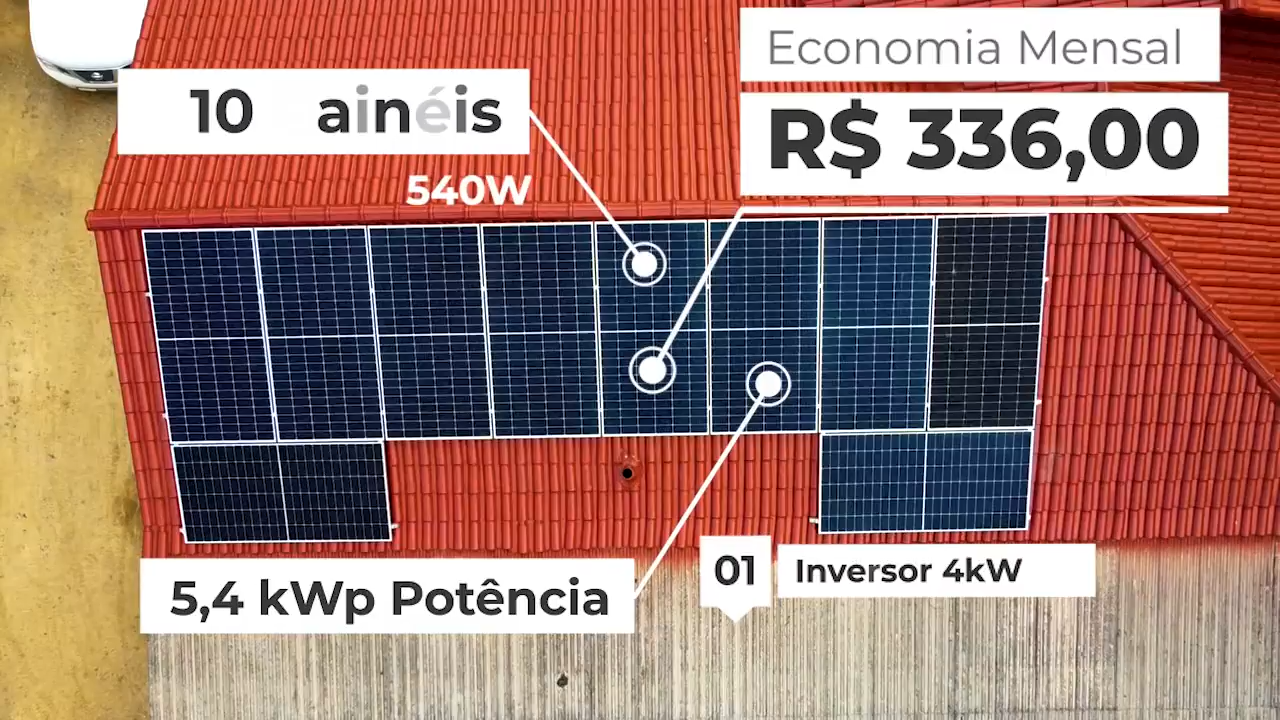 Economia Mensal
R$ 336,00
10 ainéis
540W
5,4 kWp Potência
01 Inversor 4kW